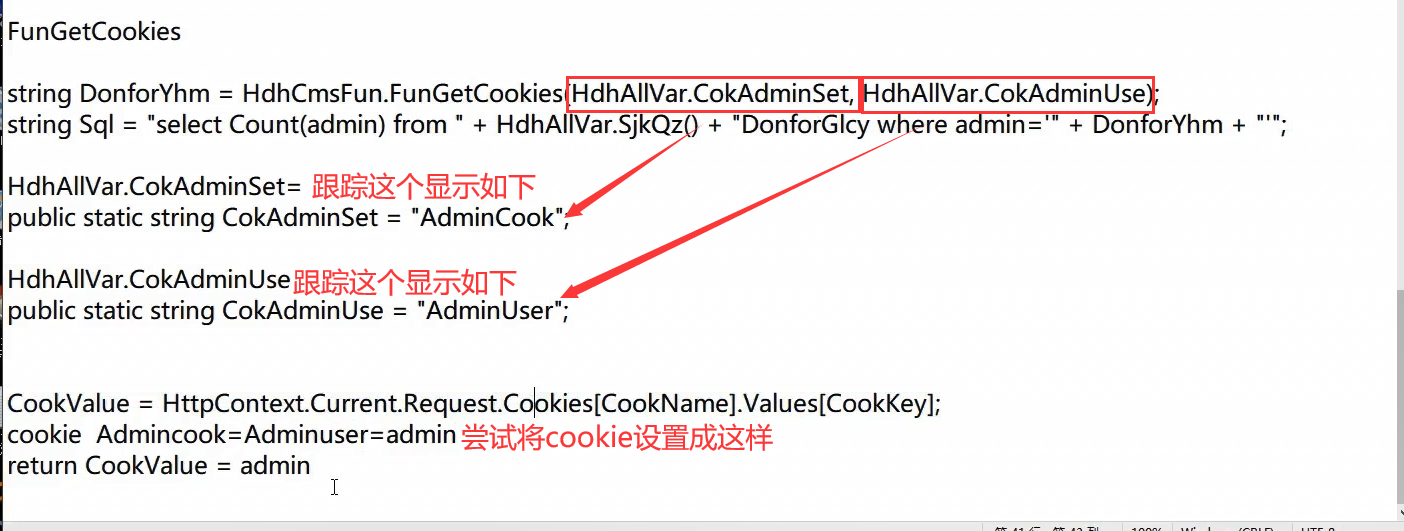 FunGetCookies
string DonforYhm = HdhCmsFun.FunGetCookies(HdhAllVar.CokAdminSet, HdhAllVar.CokAdminUse);
string Sql = "select Count(admin) from " + HdhAllVar.SjkQz() + "DonforGlcy where admin='" + DonforYhm + "'";
HdhAllVar.CokAdminSet= 跟踪这个显示如下
public static string CokAdminSet = "AdminCook";
HdhAllVar.CokAdminUse跟踪这个显示如下
public static string CokAdminUse = "AdminUser";
CookValue = HttpContext.Current.Request.Cookies[CookName].Values[CookKey];
cookie  Admincook=Adminuser=admin 尝试将cookie设置成这样
return CookValue = admin